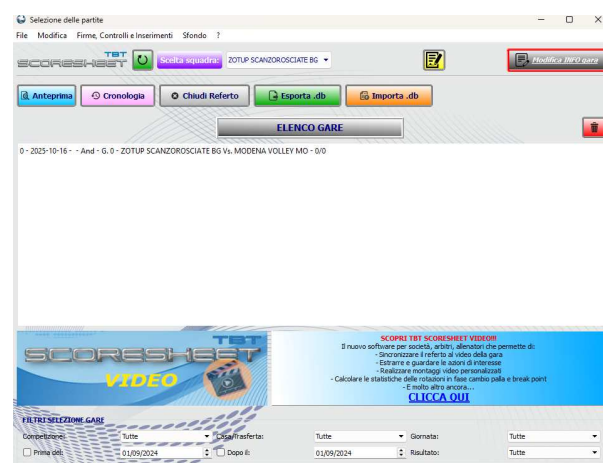 Selezione delle partite
File Modifica Firme, Controlli e Inserimenti Sfondo ?
TBT
SCORESHEET
Scelta squadra: ZOTUP SCANZOROSCIATE BG
Modifica INFO gara
Anteprima Cronologia Chiudi Referto Esporta .db Importa .db
ELENCO GARE
0 - 2025-10-16 - - And - G. 0 - ZOTUP SCANZOROSCIATE BG Vs. MODENA VOLLEY MO - 0/0
TBT
SCORESHEET
VIDEO
SCOPRI TBT SCORESHEET VIDEO!!!
Il nuovo software per società, arbitri, allenatori che permette di:
- Sincronizzare il referto al video della gara
- Estrarre e guardare le azioni di interesse
- Realizzare montaggi video personalizzati
- Calcolare le statistiche delle rotazioni in fase cambio palla e break point
- E molto altro ancora...
CLICCA QUI
FILTRI SELEZIONE GARE
Competizione: Tutte Casa/Trasferta: Tutte Giornata: Tutte
Prima del: 01/09/2024 Dopo il: 01/09/2024 Risultato: Tutte